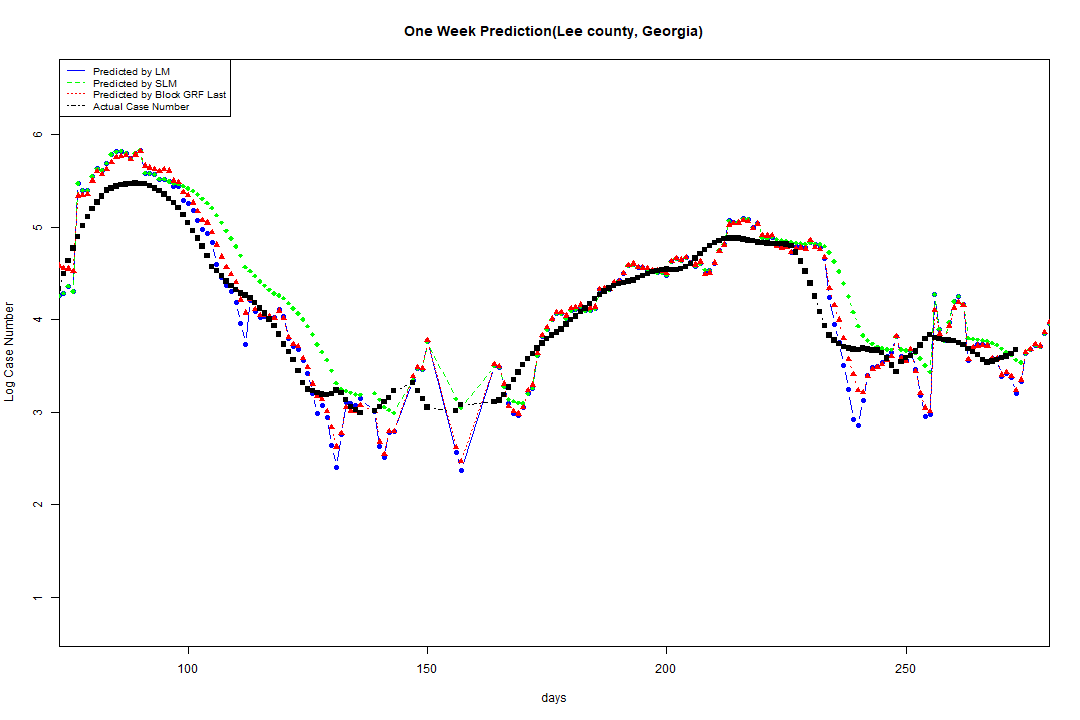 One Week Prediction(Lee county, Georgia)
Predicted by LM
Predicted by SLM
Predicted by Block GRF Last
Actual Case Number
Log Case Number
6
5
4
3
2
1
100
150
200
250
days